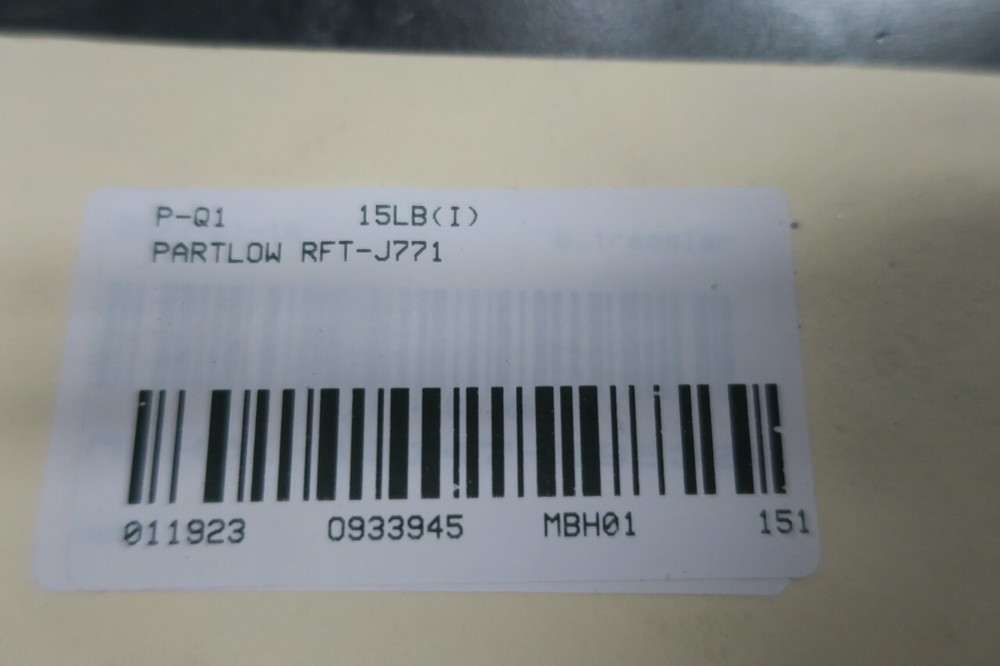 P-Q1 15LB(I)
PARTLOW RFT-J771
011923 0933945 MBH01 151